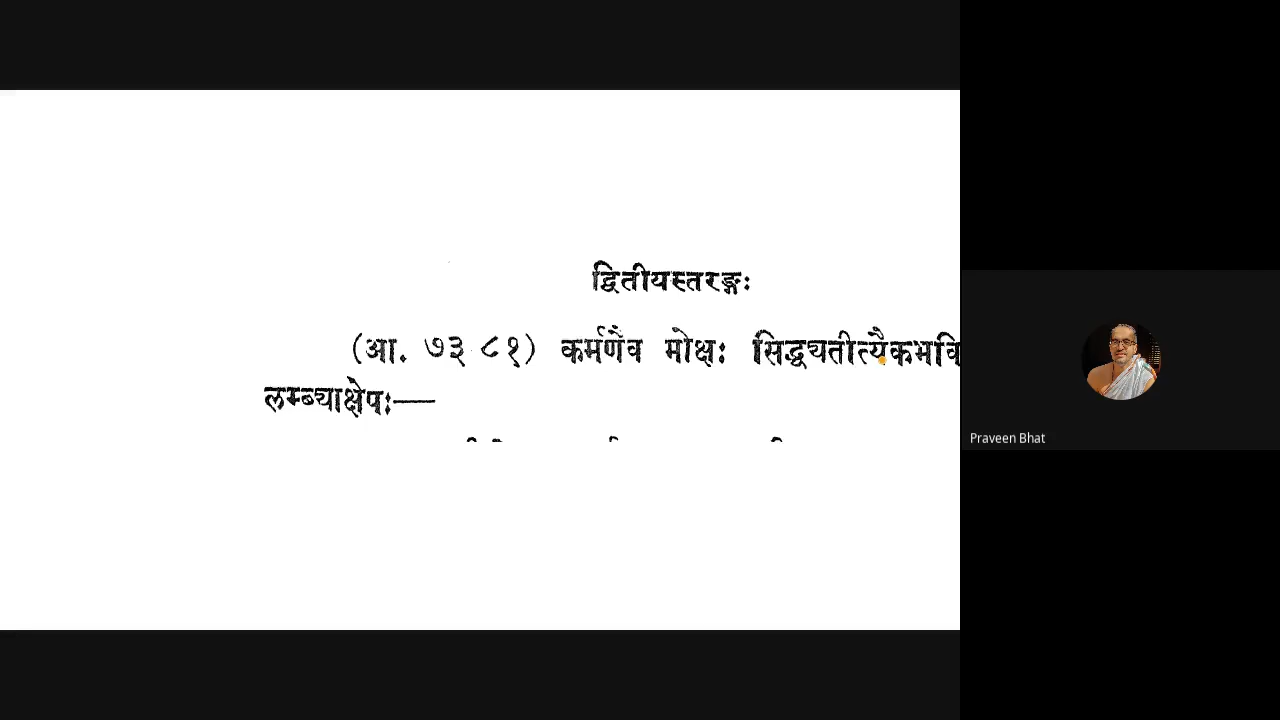 द्वितीयस्तरङ्गः
(आ. ७३ ८१) कर्मणैव मोक्षः सिद्ध्यतीत्यैकभवि
लम्ब्याक्षेपः—
Praveen Bhat